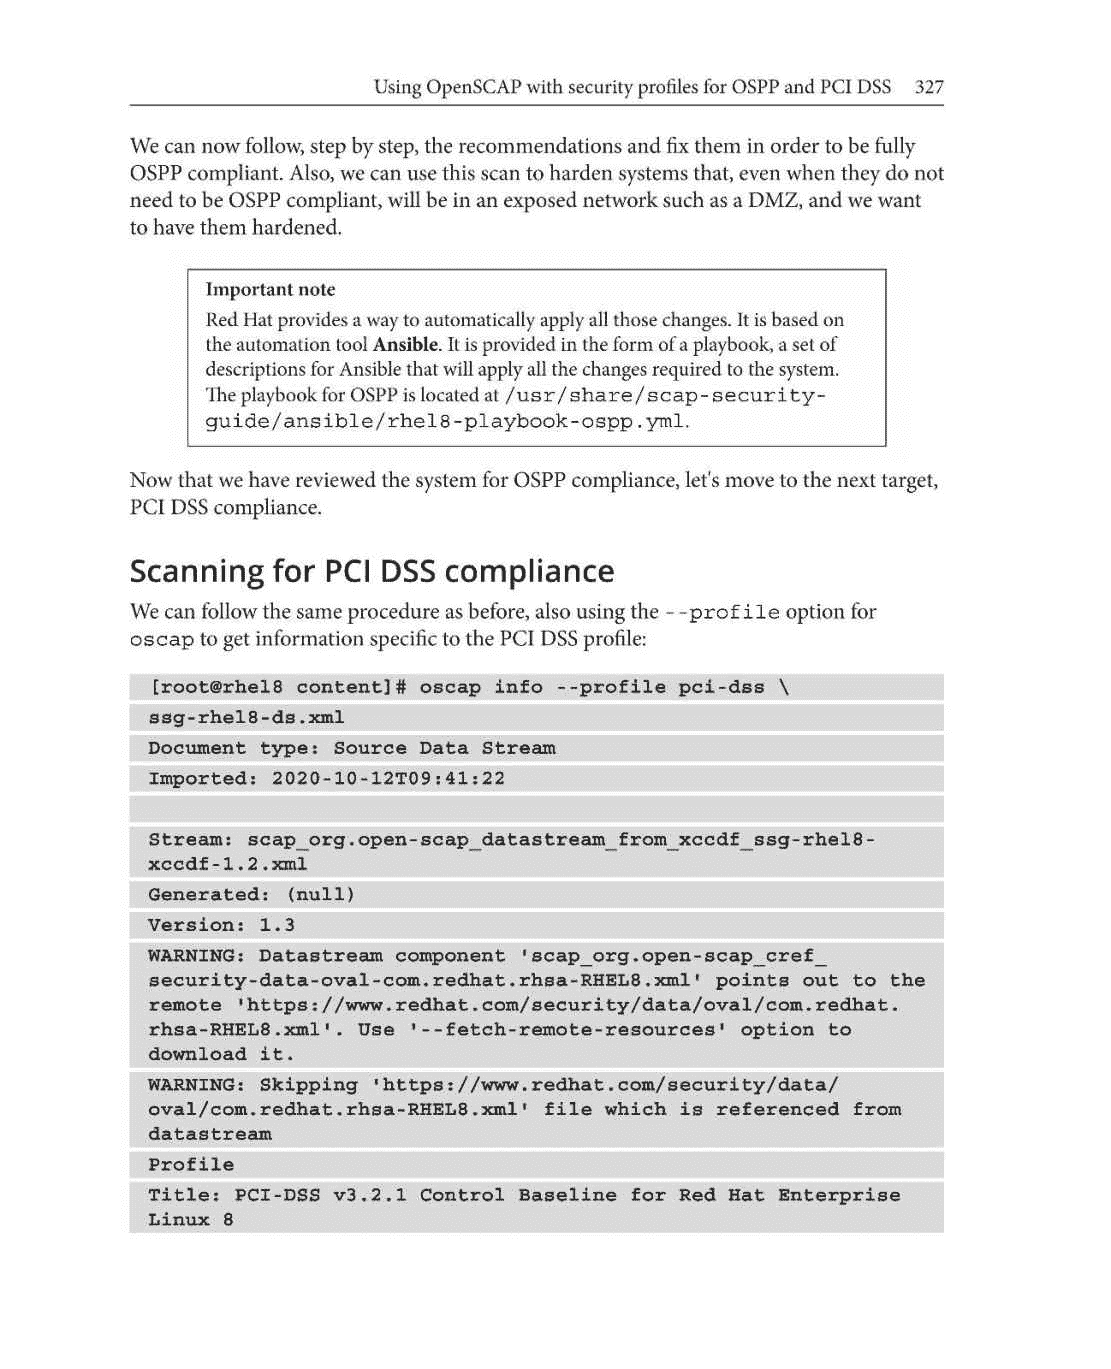 Using OpenSCAP with security profiles for OSPP and PCI DSS 327
We can now follow, step by step, the recommendations and fix them in order to be fully
OSPP compliant. Also, we can use this scan to harden systems that, even when they do not
need to be OSPP compliant, will be in an exposed network such as a DMZ, and we want
to have them hardened.
Important note
Red Hat provides a way to automatically apply all those changes. It is based on
the automation tool Ansible. It is provided in the form of a playbook, a set of
descriptions for Ansible that will apply all the changes required to the system.
The playbook for OSPP is located at /usr/share/scap-security-
guide/ansible/rhel8-playbook-ospp.yml.
Now that we have reviewed the system for OSPP compliance, let's move to the next target,
PCI DSS compliance.
Scanning for PCI DSS compliance
We can follow the same procedure as before, also using the --profile option for
oscap to get information specific to the PCI DSS profile:
[root@rhel8 content]# oscap info --profile pci-dss \
ssg-rhel8-ds.xml
Document type: Source Data Stream
Imported: 2020-10-12T09:41:22
Stream: scap_org.open-scap_datastream_from_xccdf_ssg-rhel8-
xccdf-1.2.xml
Generated: (null)
Version: 1.3
WARNING: Datastream component 'scap_org.open-scap_cref_
security-data-oval-com.redhat.rhsa-RHEL8.xml' points out to the
remote 'https://www.redhat.com/security/data/oval/com.redhat.
rhsa-RHEL8.xml'. Use '--fetch-remote-resources' option to
download it.
WARNING: Skipping 'https://www.redhat.com/security/data/
oval/com.redhat.rhsa-RHEL8.xml' file which is referenced from
datastream
Profile
Title: PCI-DSS v3.2.1 Control Baseline for Red Hat Enterprise
Linux 8